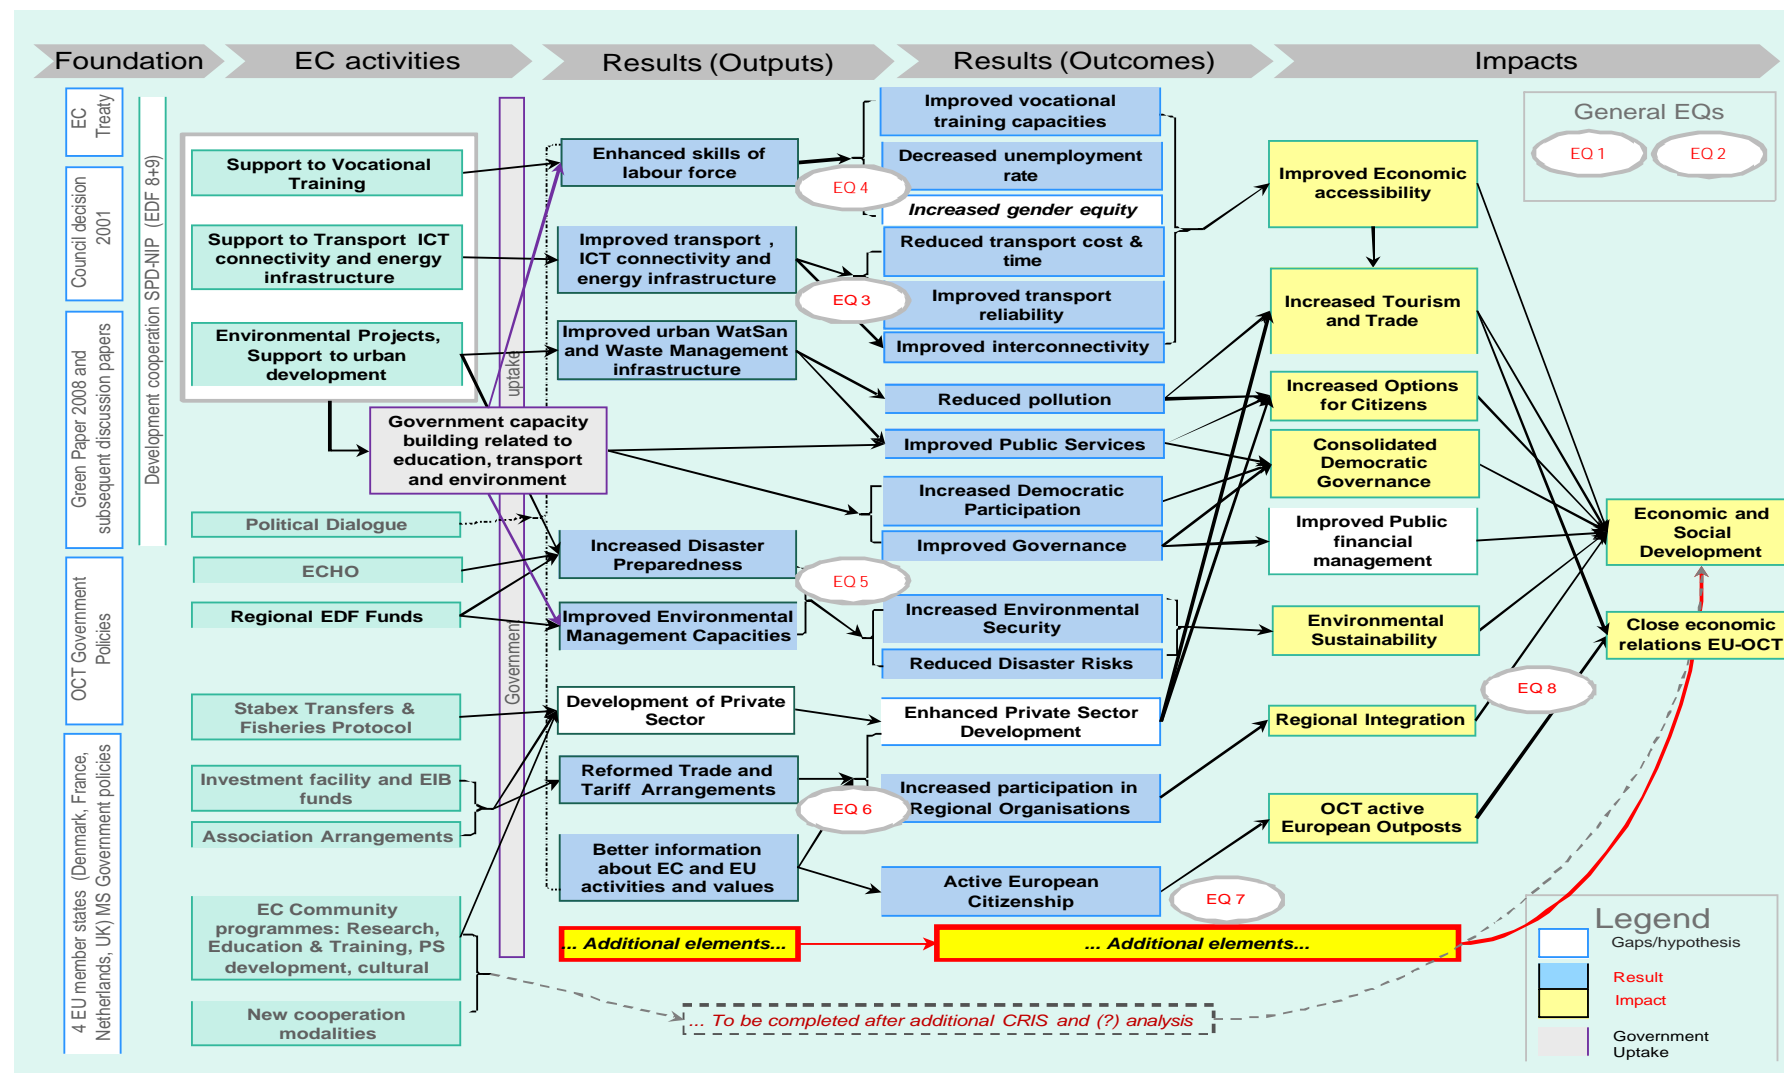 Foundation
EC activities
Results (Outputs)
Results (Outcomes)
Impacts
EC
Treaty
Council decision
2001
Green Paper 2008 and
subsequent discussion papers
OCT Government
Policies
4 EU member states (Denmark, France,
Netherlands, UK) MS Government policies
Development cooperation SPD-NIP (EDF 8+9)
Support to Vocational
Training
Support to Transport ICT
connectivity and energy
infrastructure
Environmental Projects,
Support to urban
development
Government capacity
building related to
education, transport
and environment
Political Dialogue
ECHO
Regional EDF Funds
Stabex Transfers &
Fisheries Protocol
Investment facility and EIB
funds
Association Arrangements
EC Community
programmes: Research,
Education & Training, PS
development, cultural
New cooperation
modalities
Government
uptake
Enhanced skills of
labour force
Improved transport ,
ICT connectivity and
energy infrastructure
Improved urban WatSan
and Waste Management
infrastructure
Increased Disaster
Preparedness
Improved Environmental
Management Capacities
Development of Private
Sector
Reformed Trade and
Tariff Arrangements
Better information
about EC and EU
activities and values
... Additional elements...
EQ 4
EQ 3
EQ 5
EQ 6
Improved vocational
training capacities
Decreased unemployment
rate
Increased gender equity
Reduced transport cost &
time
Improved transport
reliability
Improved interconnectivity
Reduced pollution
Improved Public Services
Increased Democratic
Participation
Improved Governance
Increased Environmental
Security
Reduced Disaster Risks
Enhanced Private Sector
Development
Increased participation in
Regional Organisations
Active European
Citizenship
EQ 7
... Additional elements...
... To be completed after additional CRIS and (?) analysis
Improved Economic
accessibility
Increased Tourism
and Trade
Increased Options
for Citizens
Consolidated
Democratic
Governance
Improved Public
financial
management
Environmental
Sustainability
Regional Integration
OCT active
European Outposts
EQ 8
General EQs
EQ 1
EQ 2
Economic and
Social
Development
Close economic
relations EU-OCT
Legend
Gaps/hypothesis
Result
Impact
Government
Uptake